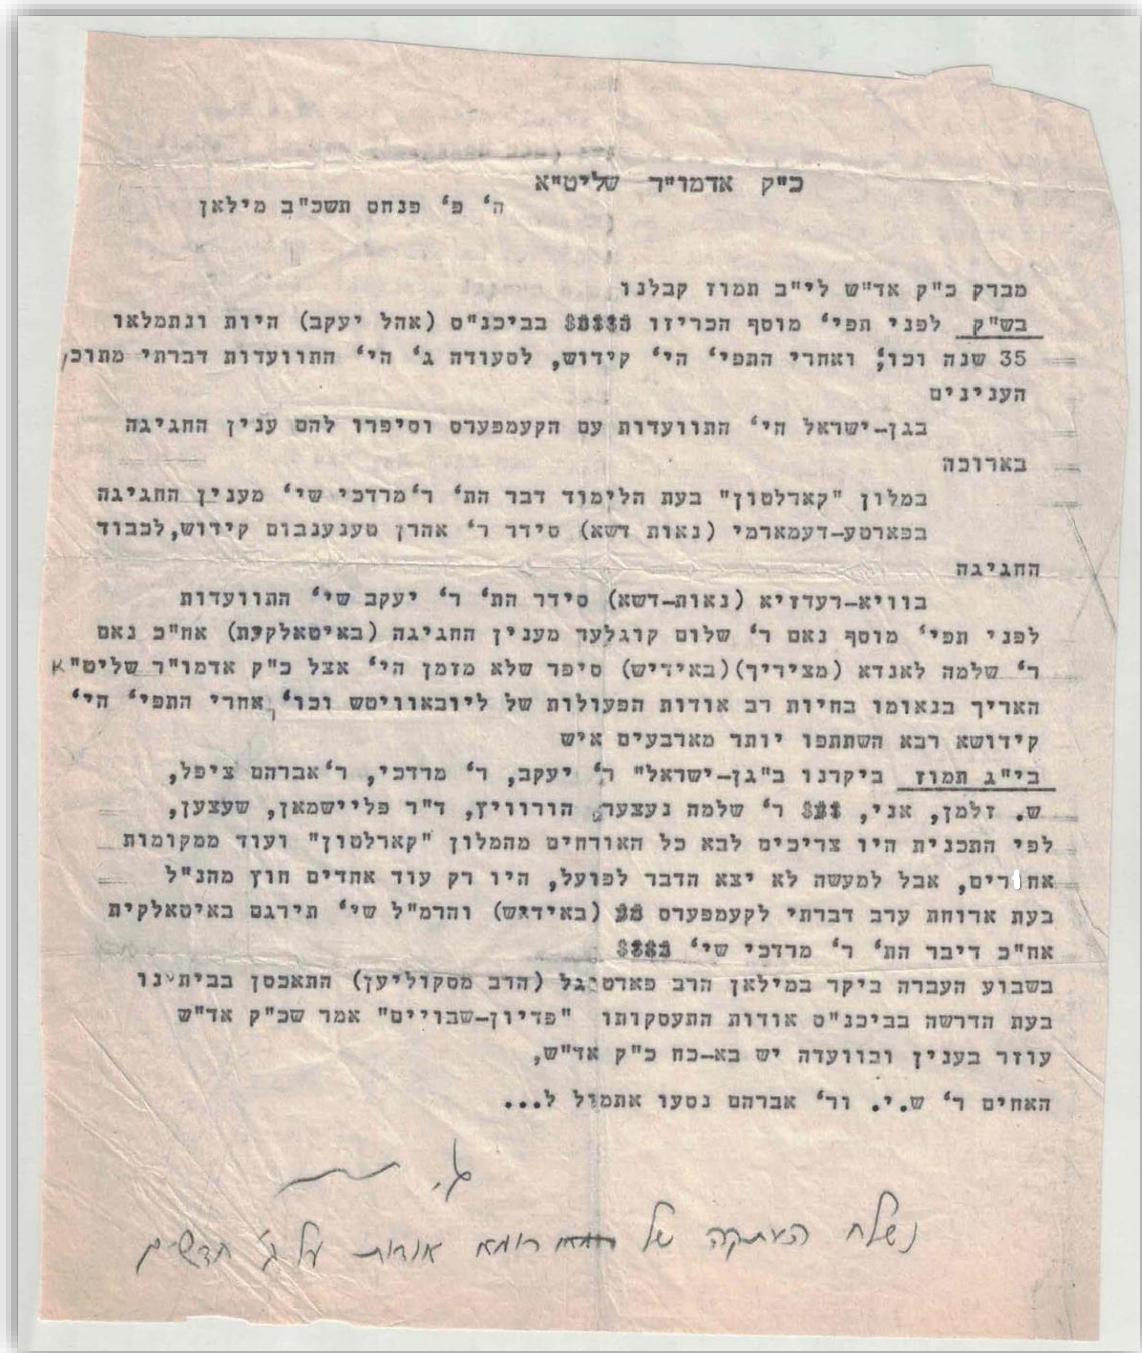 כ"ק אדמו"ר שליט"א
ה' פ' פנחס תשכ"ב מילאן
מברק כ"ק אד"ש לי"ב תמוז קבלנו
בש"ק לפני תפי' מוסף הכריזו בביכנ"ס (אהל יעקב) היות ונתמלאו
35 שנה וכו'; ואחרי התפי' הי' קידוש, לסעודה ג' הי' התוועדות דברתי מתוכן
הענינים
בגן-ישראל הי' התוועדות עם הקעמפערס וסיפרו להם ענין החגיגה
בארוכה
במלון "קארלטון" בעת הלימוד דבר הת' ר'מרדכי שי' מענין החגיגה
בפארטע-דעמארמי (נאות דשא) סידר ר' אהרן טענענבום קידוש,לכבוד
החגיגה
בוויא-רעדזיא (נאות-דשא) סידר הת' ר' יעקב שי' התוועדות
לפני תפי' מוסף נאם ר' שלום קוגלער מענין החגיגה (באיטאלקית) אח"כ נאם
ר' שלמה לאנדא (מציריך)(באידיש) סיפר שלא מזמן הי' אצל כ"ק אדמו"ר שליט"א
האריך בנאומו בחיות רב אודות הפעולות של ליובאוויטש וכו', אחרי התפי' הי'
קידושא רבא השתתפו יותר מארבעים איש
בי"ג תמוז ביקרנו ב"גן-ישראל" ר' יעקב, ר' מרדכי, ר'אברהם ציפל,
ש. זלמן, אני, ר' שלמה נעצער, הורוויץ, ד"ר פליישמאן, שעצען,
לפי התכנית היו צריכים לבא כל האורחים מהמלון "קארלטון" ועוד ממקומות
אחרים, אבל למעשה לא יצא הדבר לפועל, היו רק עוד אחדים חוץ מהנ"ל
בעת ארוחת ערב דברתי לקעמפערס (באידיש) והרמ"ל שי' תירגם באיטאלקית
אח"כ דיבר הת' ר' מרדכי שי'
בשבוע העברה ביקר במילאן הרב פארטיגל (הרב מסקוליען) התאכסן בביתינו
בעת הדרשה בביכנ"ס אודות התעסקותו "פדיון-שבויים" אמר שכ"ק אד"ש
עוזר בענין ובוועדה יש בא-כח כ"ק אד"ש,
האחים ר' ש.י. ור' אברהם נסעו אתמול ל...
נשלח העתקה של רומא אודות על ג' חדשים